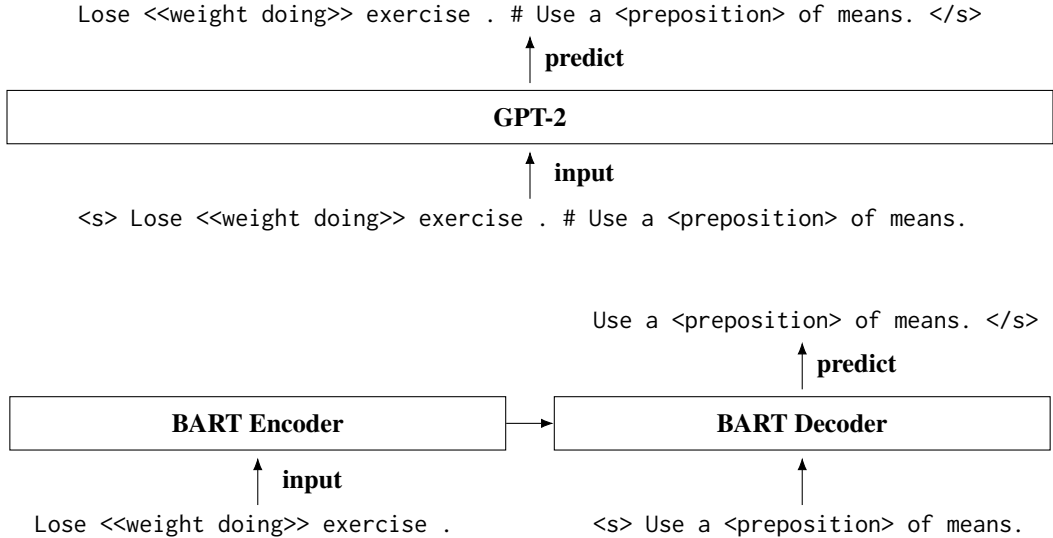 Lose <<weight doing>> exercise . # Use a <preposition> of means. </s>
predict
GPT-2
input
<s> Lose <<weight doing>> exercise . # Use a <preposition> of means.
Use a <preposition> of means. </s>
predict
BART Encoder
BART Decoder
input
Lose <<weight doing>> exercise .
<s> Use a <preposition> of means.